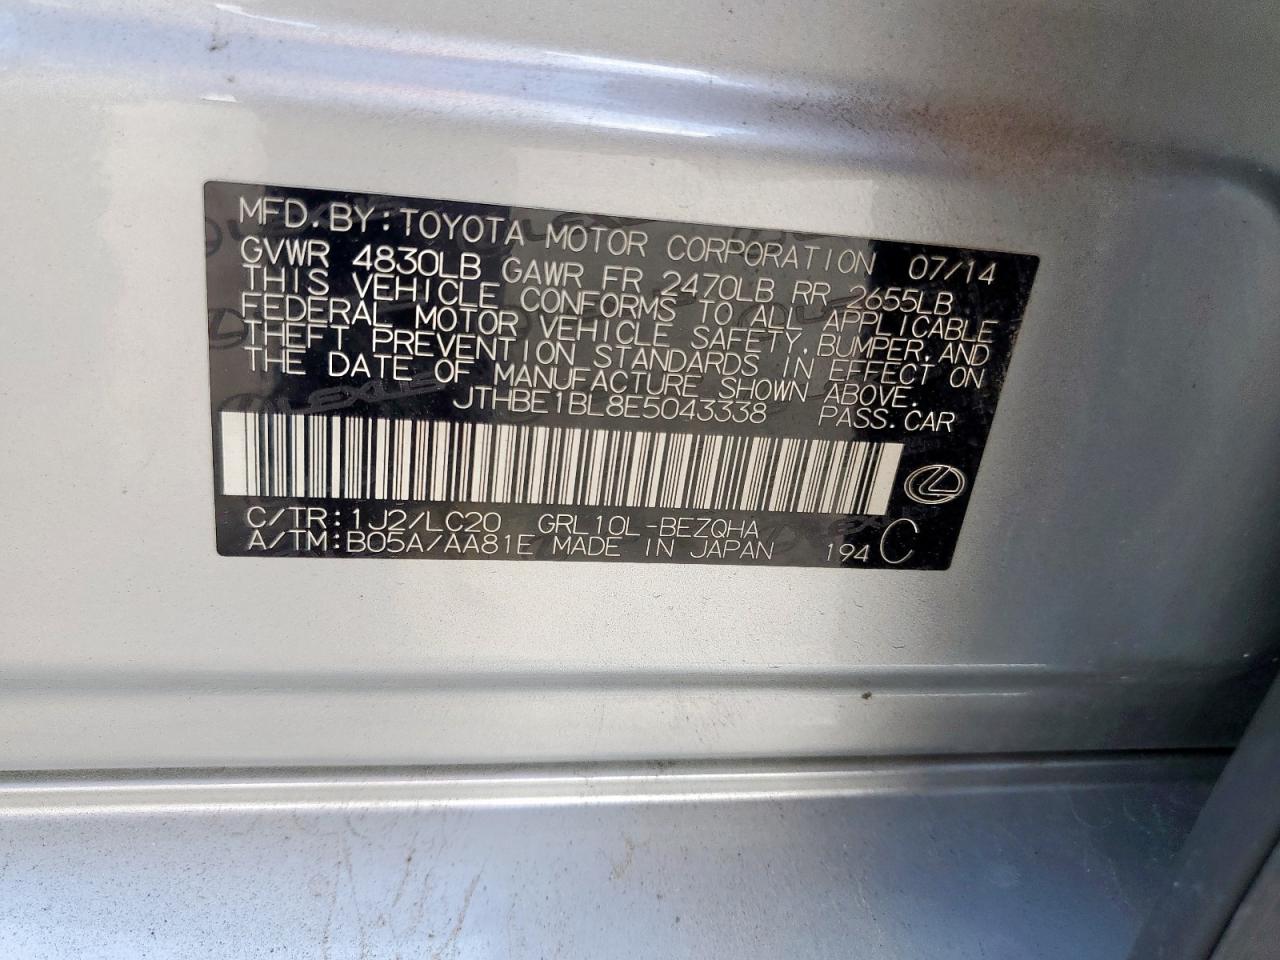 MFD. BY: TOYOTA MOTOR CORPORATION 07/14
GVWR 4830LB GAWR FR 2470LB RR 2655LB
THIS VEHICLE CONFORMS TO ALL APPLICABLE
FEDERAL MOTOR VEHICLE SAFETY, BUMPER, AND
THEFT PREVENTION STANDARDS IN EFFECT ON
THE DATE OF MANUFACTURE SHOWN ABOVE.
JTHBE1BL8E5043338 PASS. CAR
C/TR: 1J2/LC20 GRL10L-BEZQHA
A/TM: B05A/AA81E MADE IN JAPAN 194 C